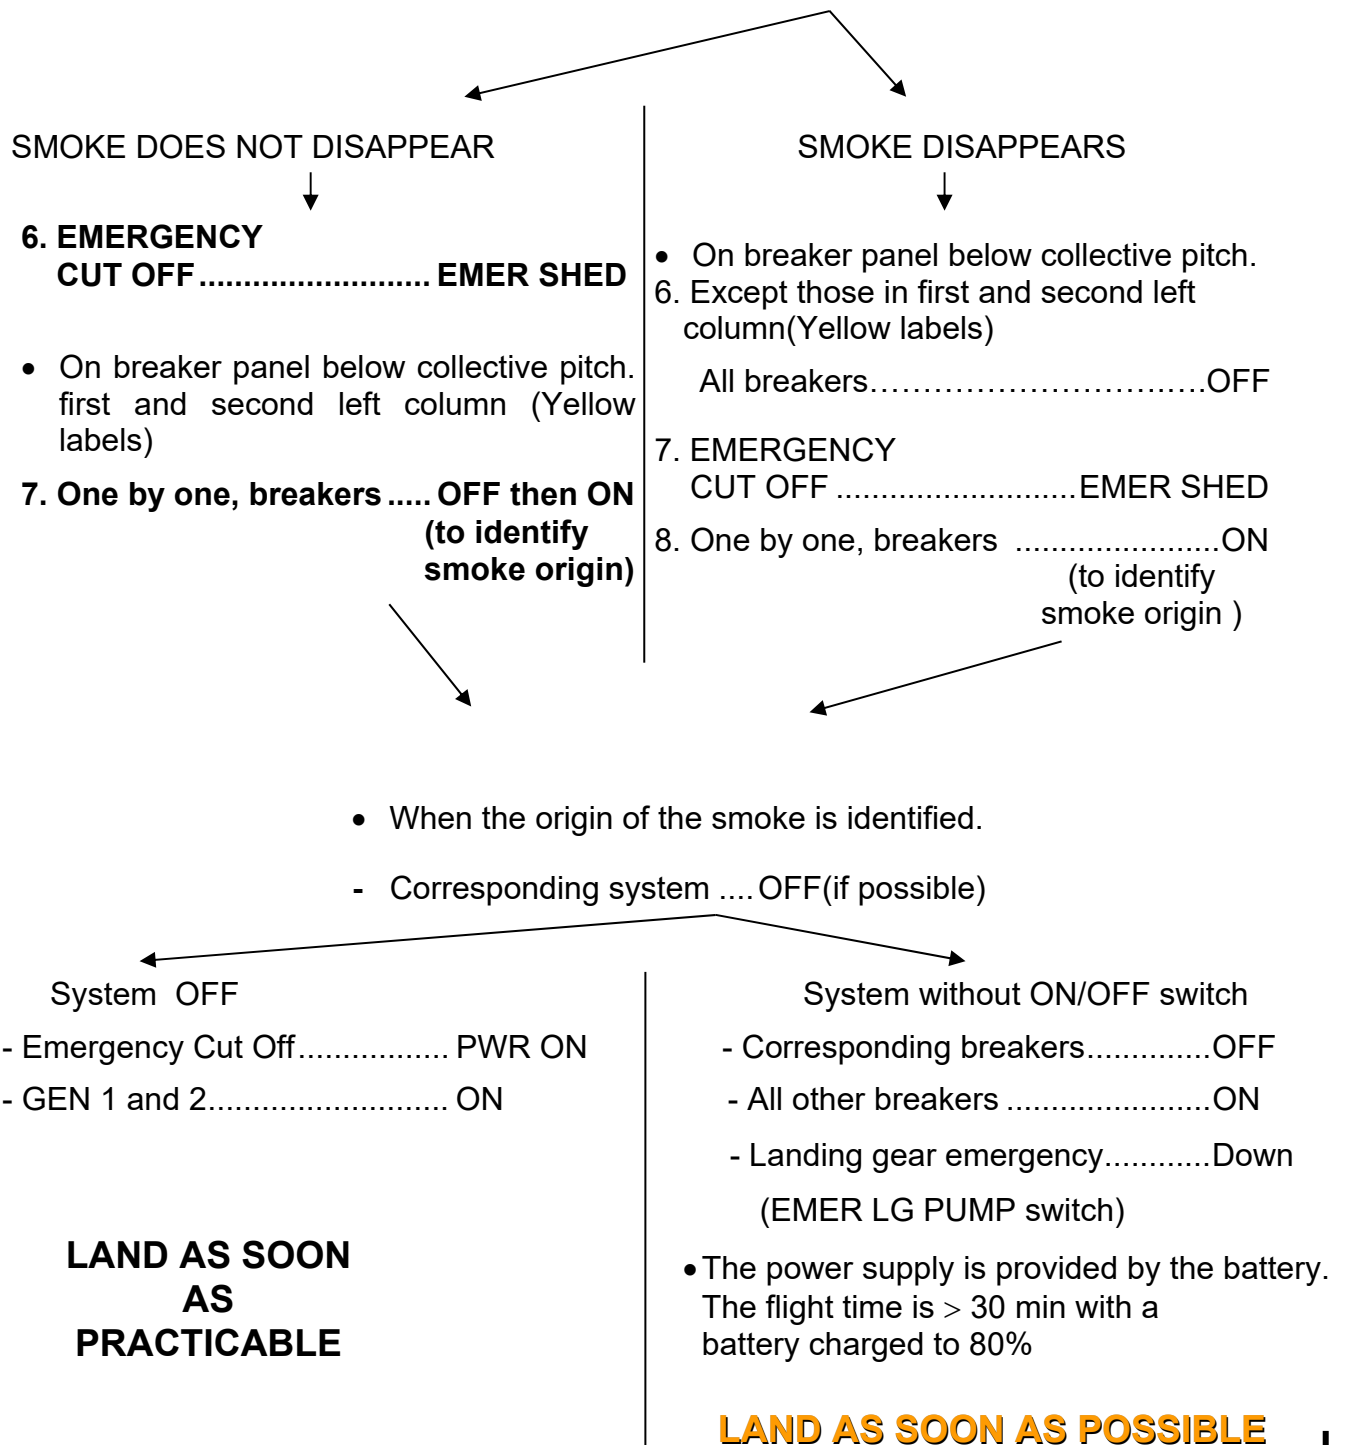 SMOKE DOES NOT DISAPPEAR
6. EMERGENCY
CUT OFF.......................... EMER SHED
• On breaker panel below collective pitch.
first and second left column (Yellow
labels)
7. One by one, breakers ..... OFF then ON
(to identify
smoke origin)
SMOKE DISAPPEARS
• On breaker panel below collective pitch.
6. Except those in first and second left
column(Yellow labels)
All breakers……………………………OFF
7. EMERGENCY
CUT OFF ...........................EMER SHED
8. One by one, breakers .......................ON
(to identify
smoke origin )
• When the origin of the smoke is identified.
- Corresponding system ....OFF(if possible)
System OFF
- Emergency Cut Off................. PWR ON
- GEN 1 and 2........................... ON
LAND AS SOON
AS
PRACTICABLE
System without ON/OFF switch
- Corresponding breakers..............OFF
- All other breakers .......................ON
- Landing gear emergency............Down
(EMER LG PUMP switch)
• The power supply is provided by the battery.
The flight time is > 30 min with a
battery charged to 80%
LAND AS SOON AS POSSIBLE